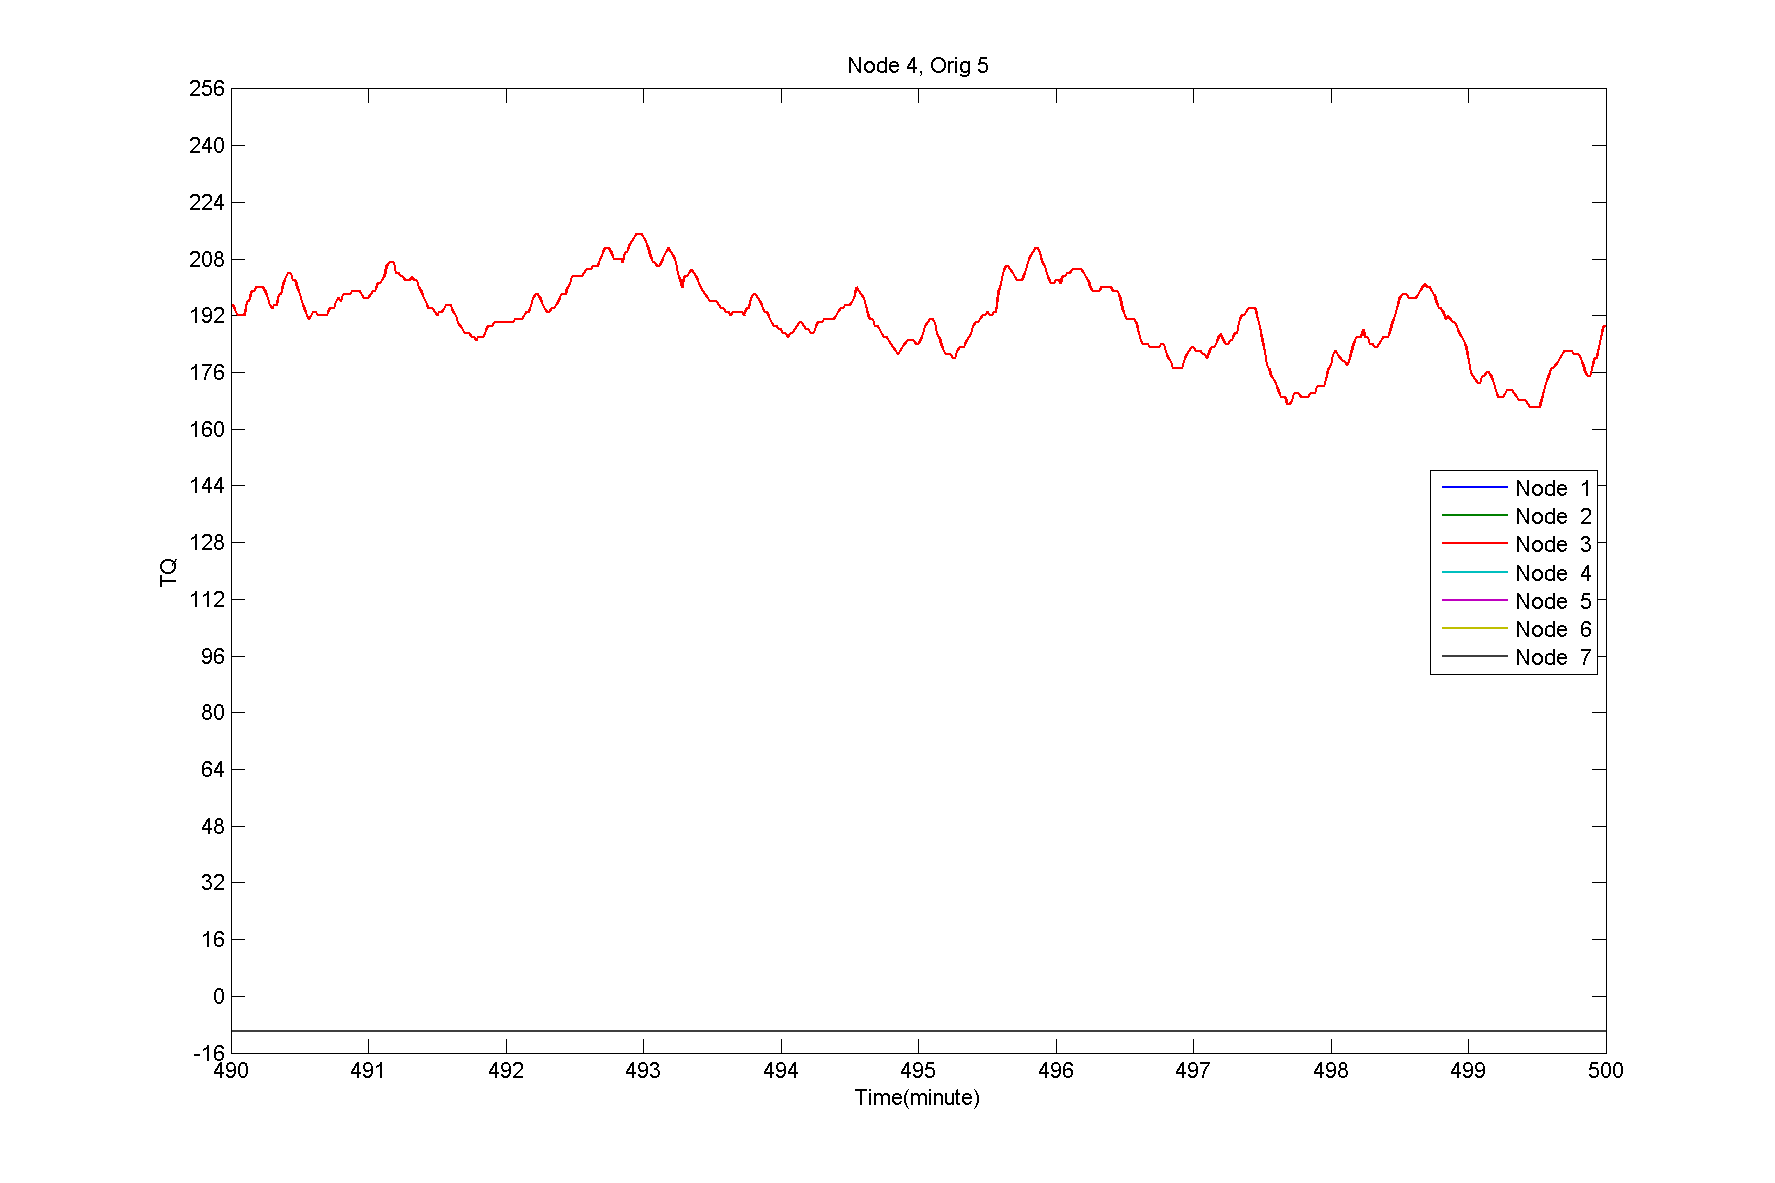 Node 4, Orig 5
256
240
224
208
192
176
160
144
128
112
96
80
64
48
32
16
0
-16
TQ
Node 1
Node 2
Node 3
Node 4
Node 5
Node 6
Node 7
490 491 492 493 494 495 496 497 498 499 500
Time(minute)